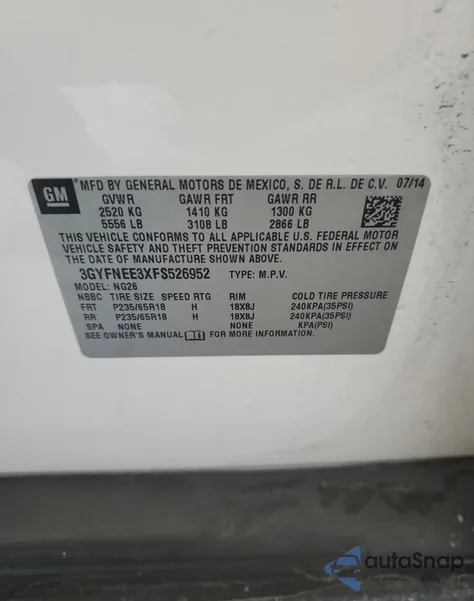 GM
MFD BY GENERAL MOTORS DE MEXICO, S. DE R.L. DE C.V. 07/14
GVWR GAWR FRT GAWR RR
2520 KG 1410 KG 1300 KG
5556 LB 3108 LB 2866 LB
THIS VEHICLE CONFORMS TO ALL APPLICABLE U.S. FEDERAL MOTOR
VEHICLE SAFETY AND THEFT PREVENTION STANDARDS IN EFFECT ON
THE DATE OF MANUFACTURE SHOWN ABOVE.
3GYFNEE3XFS526952 TYPE: M.P.V.
MODEL: NG26
NBBC TIRE SIZE SPEED RTG RIM COLD TIRE PRESSURE
FRT P235/65R18 H 18X8J 240KPA(35PSI)
RR P235/65R18 H 18X8J 240KPA(35PSI)
SPA NONE NONE KPA(PSI)
SEE OWNER'S MANUAL FOR MORE INFORMATION.
autoSnap